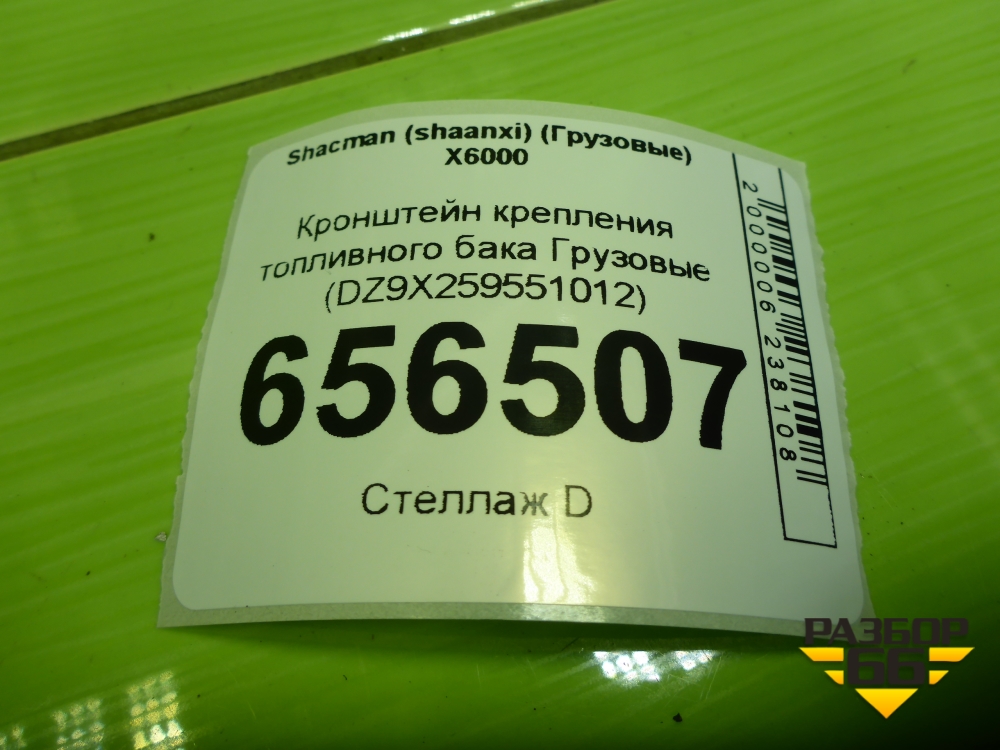 Shacman (shaanxi) (Грузовые)
X6000
Кронштейн крепления
топливного бака Грузовые
(DZ9X259551012)
656507
Стеллаж D
2000006238108
РАЗБОР
66